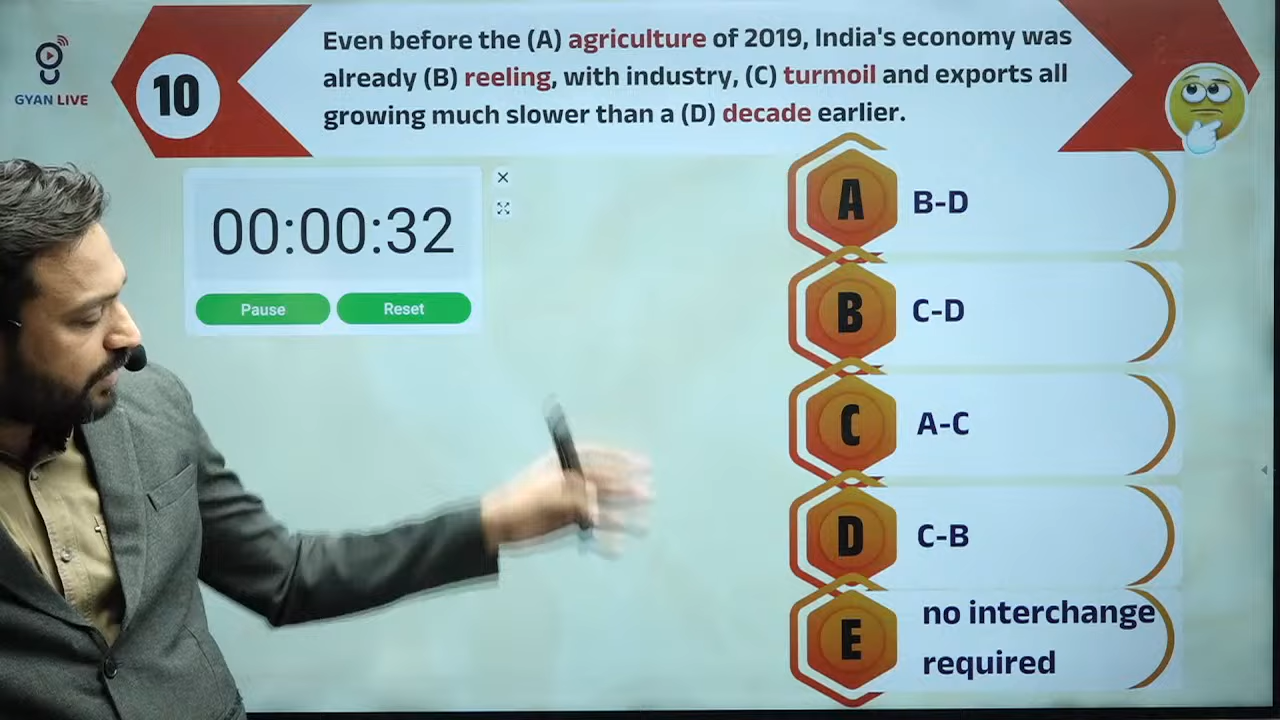 GYAN LIVE
10
Even before the (A) agriculture of 2019, India's economy was
already (B) reeling, with industry, (C) turmoil and exports all
growing much slower than a (D) decade earlier.
00:00:32
Pause
Reset
A
B-D
B
C-D
C
A-C
D
C-B
E
no interchange
required